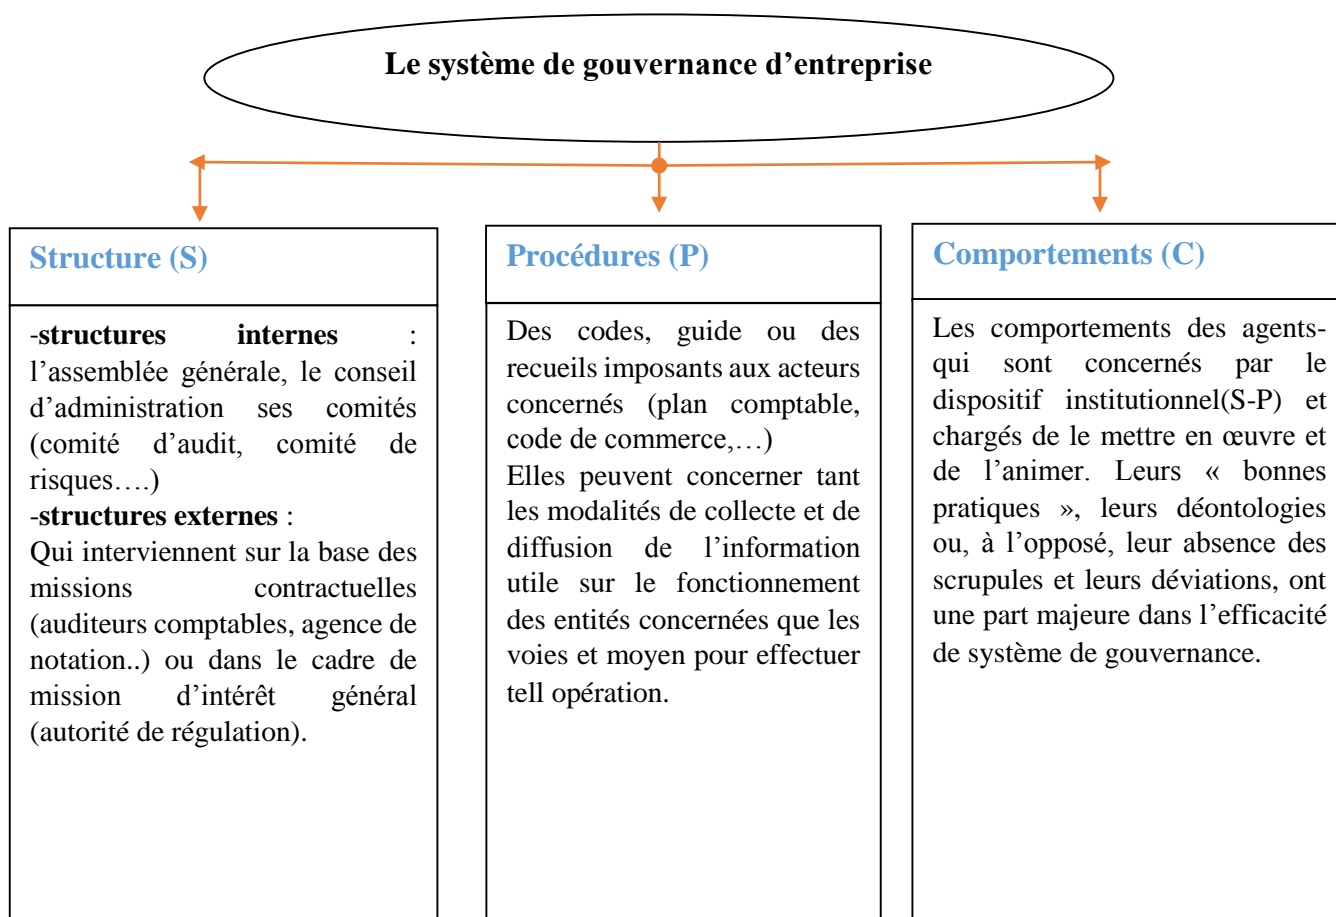 Le système de gouvernance d’entreprise
Structure (S)
-structures internes :
l’assemblée générale, le conseil
d’administration ses comités
(comité d’audit, comité de
risques….)
-structures externes :
Qui interviennent sur la base des
missions contractuelles
(auditeurs comptables, agence de
notation..) ou dans le cadre de
mission d’intérêt général
(autorité de régulation).
Procédures (P)
Des codes, guide ou des
recueils imposants aux acteurs
concernés (plan comptable,
code de commerce,…)
Elles peuvent concerner tant
les modalités de collecte et de
diffusion de l’information
utile sur le fonctionnement
des entités concernées que les
voies et moyen pour effectuer
tell opération.
Comportements (C)
Les comportements des agents-
qui sont concernés par le
dispositif institutionnel(S-P) et
chargés de le mettre en œuvre et
de l’animer. Leurs « bonnes
pratiques », leurs déontologies
ou, à l’opposé, leur absence des
scrupules et leurs déviations, ont
une part majeure dans l’efficacité
de système de gouvernance.